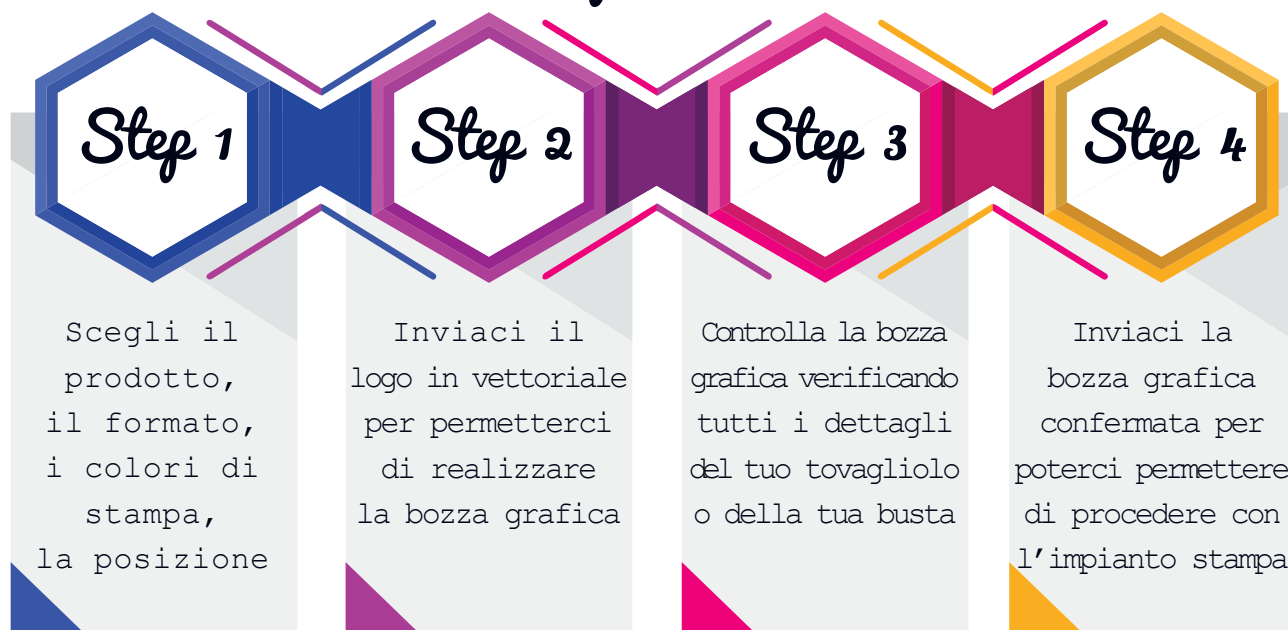 Step 1
Scegli il
prodotto,
il formato,
i colori di
stampa,
la posizione
Step 2
Inviaci il
logo in vettoriale
per permetterci
di realizzare
la bozza grafica
Step 3
Controlla la bozza
grafica verificando
tutti i dettagli
del tuo tovagliolo
o della tua busta
Step 4
Inviaci la
bozza grafica
confermata per
poterci permettere
di procedere con
l'impianto stampa